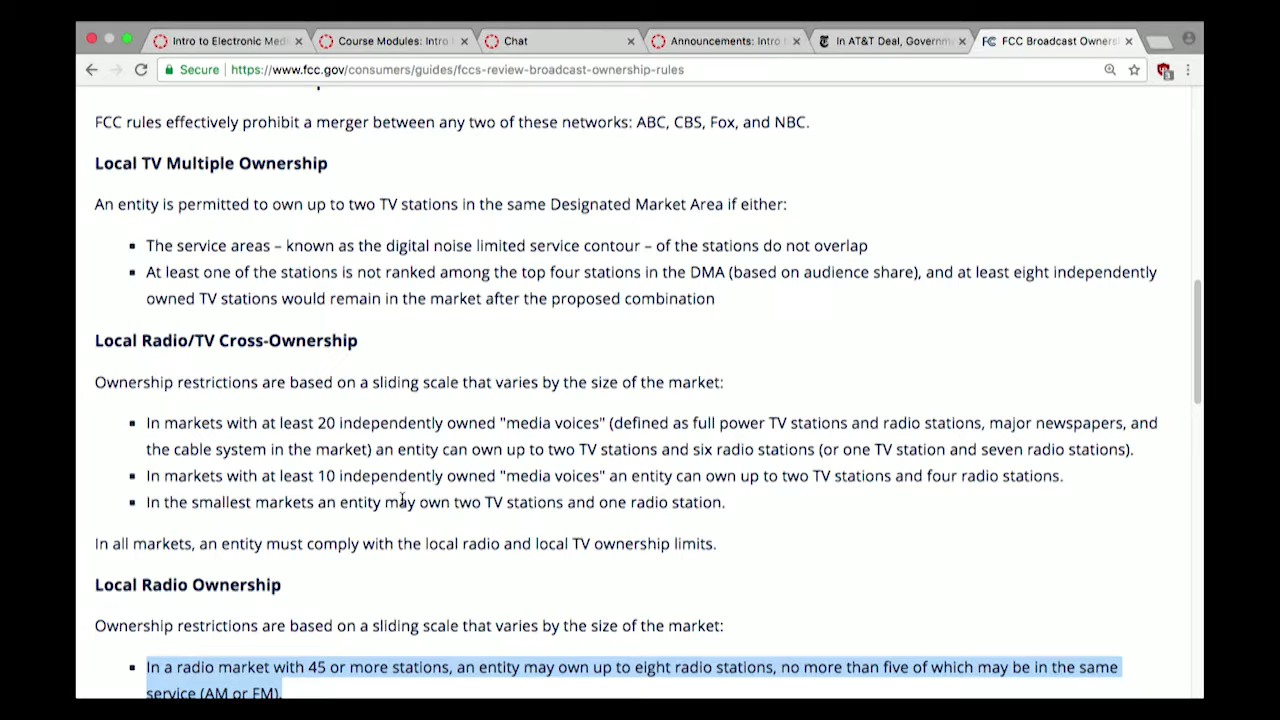 Intro to Electronic Medi
Course Modules: Intro
Chat
Announcements: Intro
In AT&T Deal, Governm
FCC Broadcast Owners
Secure
https://www.fcc.gov/consumers/guides/fccs-review-broadcast-ownership-rules
FCC rules effectively prohibit a merger between any two of these networks: ABC, CBS, Fox, and NBC.
Local TV Multiple Ownership
An entity is permitted to own up to two TV stations in the same Designated Market Area if either:
The service areas – known as the digital noise limited service contour – of the stations do not overlap
At least one of the stations is not ranked among the top four stations in the DMA (based on audience share), and at least eight independently
owned TV stations would remain in the market after the proposed combination
Local Radio/TV Cross-Ownership
Ownership restrictions are based on a sliding scale that varies by the size of the market:
In markets with at least 20 independently owned "media voices" (defined as full power TV stations and radio stations, major newspapers, and
the cable system in the market) an entity can own up to two TV stations and six radio stations (or one TV station and seven radio stations).
In markets with at least 10 independently owned "media voices" an entity can own up to two TV stations and four radio stations.
In the smallest markets an entity may own two TV stations and one radio station.
In all markets, an entity must comply with the local radio and local TV ownership limits.
Local Radio Ownership
Ownership restrictions are based on a sliding scale that varies by the size of the market:
In a radio market with 45 or more stations, an entity may own up to eight radio stations, no more than five of which may be in the same
service (AM or FM).